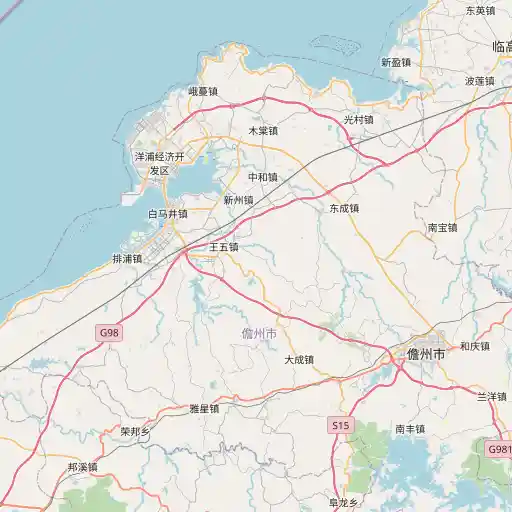 东英镇
临高
新盈镇
波莲镇
峨蔓镇
光村镇
木棠镇
洋浦经济开
发区
中和镇
新州镇
东成镇
白马井镇
南宝镇
王五镇
排浦镇
G98
儋州市
儋州市
和庆镇
大成镇
兰洋镇
雅星镇
S15
南丰镇
荣邦乡
G981
邦溪镇
阜龙乡